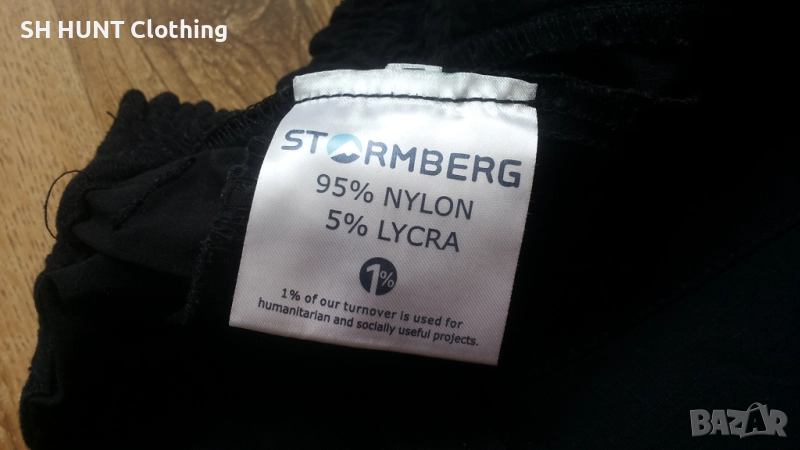 SH HUNT Clothing
STORMBERG
95% NYLON
5% LYCRA
1%
1% of our turnover is used for
humanitarian and socially useful projects.
BAZAR